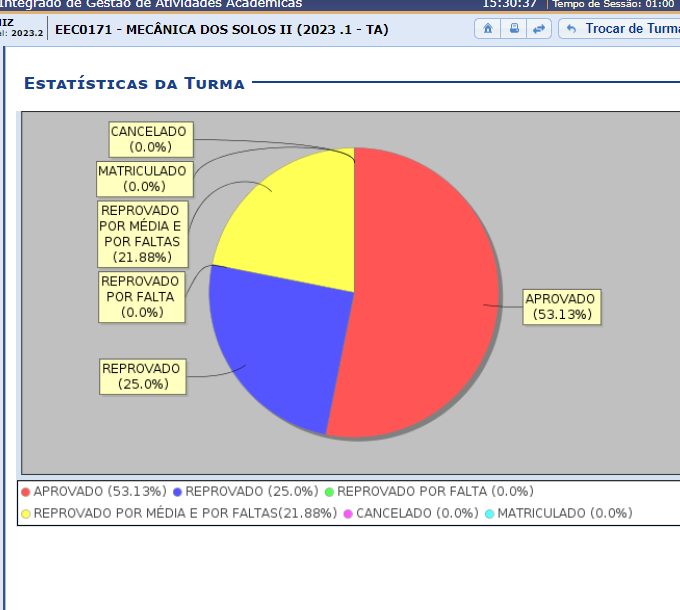 Integrado de Gestão de Atividades Acadêmicas 15:30:37 Tempo de Sessão: 01:00
IZ
al: 2023.2 EEC0171 - MECÂNICA DOS SOLOS II (2023 .1 - TA) Trocar de Turma
ESTATÍSTICAS DA TURMA
CANCELADO
(0.0%)
MATRICULADO
(0.0%)
REPROVADO
POR MÉDIA E
POR FALTAS
(21.88%)
REPROVADO
POR FALTA
(0.0%)
REPROVADO
(25.0%)
APROVADO
(53.13%)
APROVADO (53.13%) REPROVADO (25.0%) REPROVADO POR FALTA (0.0%)
REPROVADO POR MÉDIA E POR FALTAS(21.88%) CANCELADO (0.0%) MATRICULADO (0.0%)